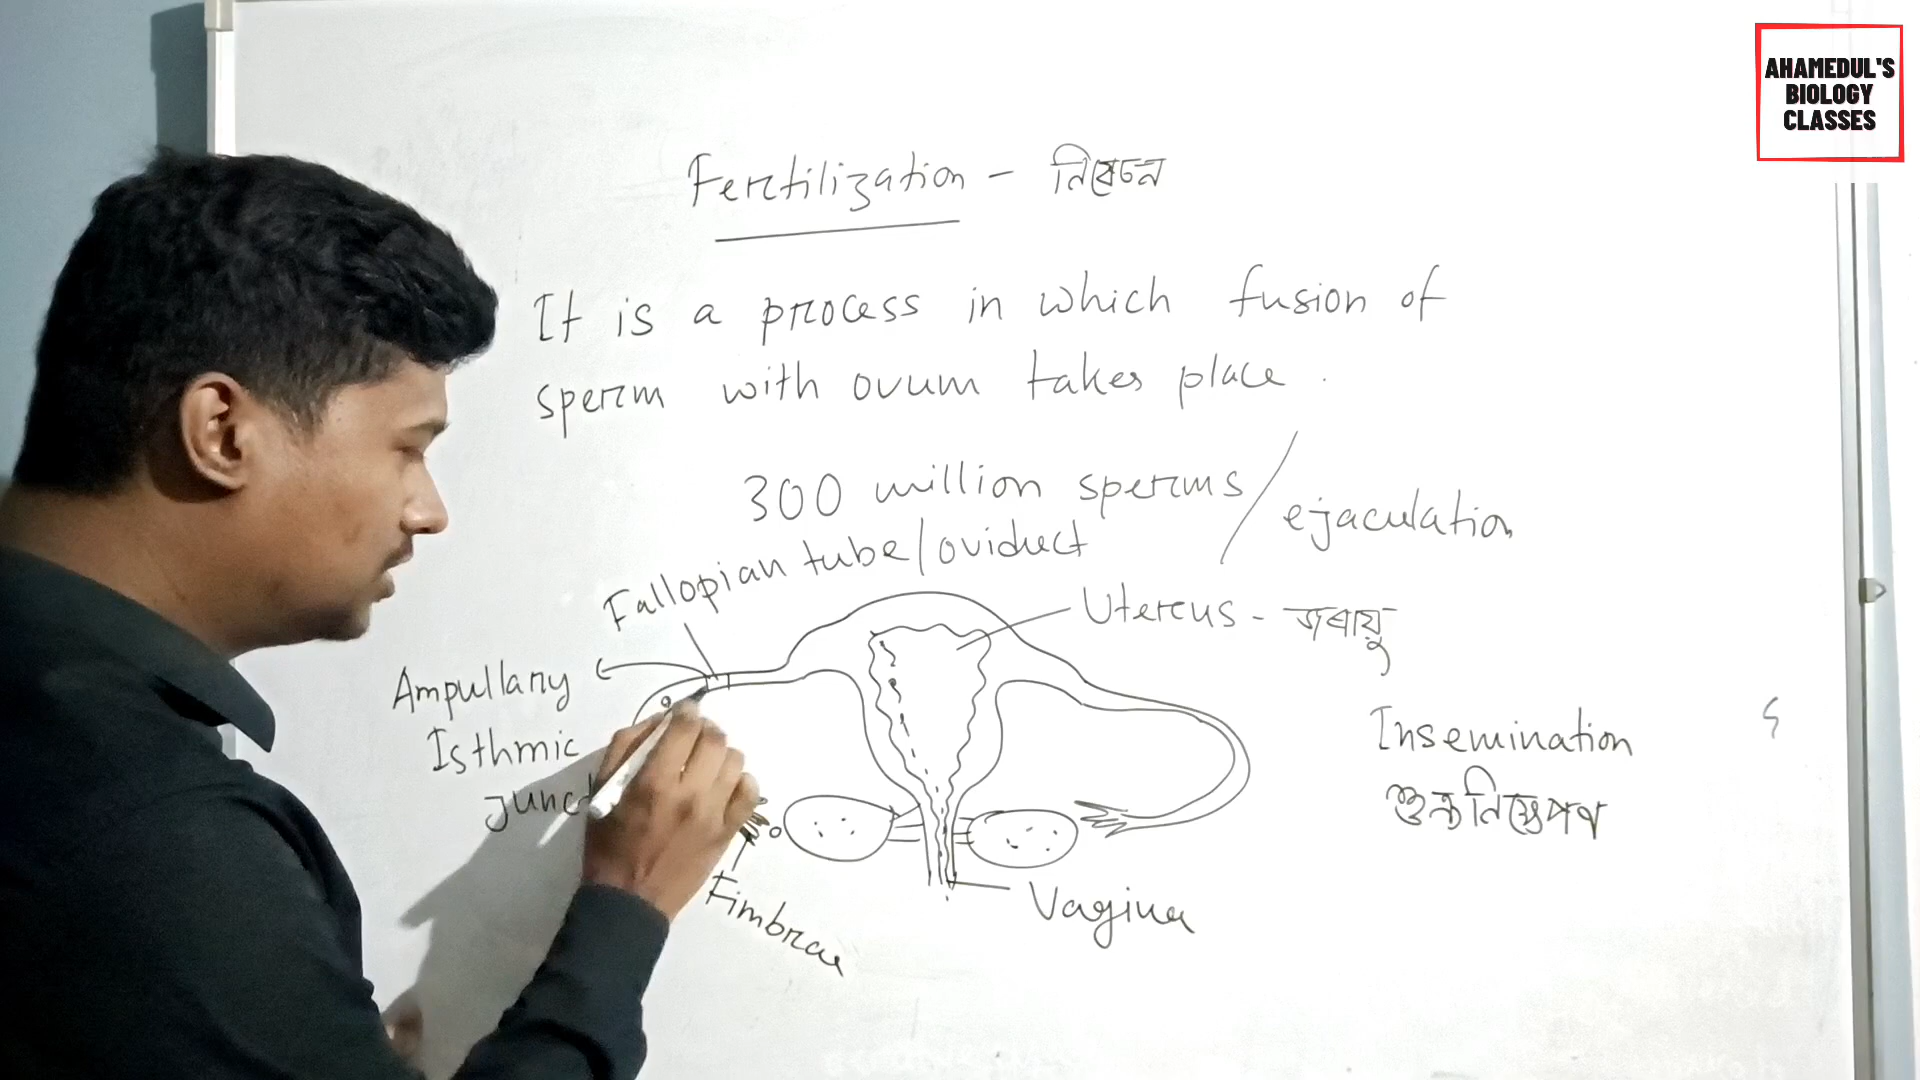 AHAMEDUL'S
BIOLOGY
CLASSES
Fertilization - নিষেচন
It is a process in which fusion of
sperm with ovum takes place.
300 million sperms / ejaculation
Fallopian tube/oviduct
Uterus - জরায়ু
Ampullary
Isthmic
Junct
Insemination
শুক্রনিক্ষেপণ
Fimbrae
Vagina